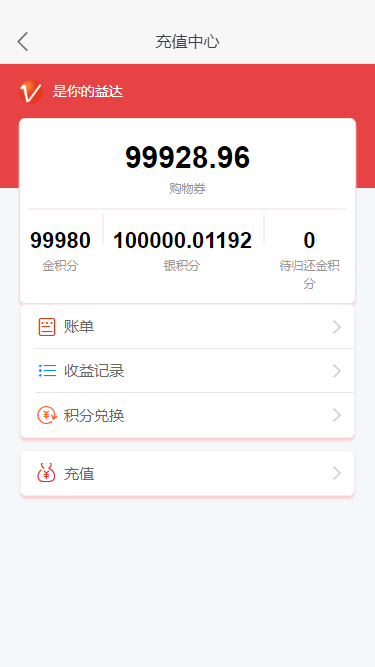 充值中心
是你的益达
99928.96
购物券
99980
金积分
100000.01192
银积分
0
待归还金积
分
账单
收益记录
积分兑换
充值